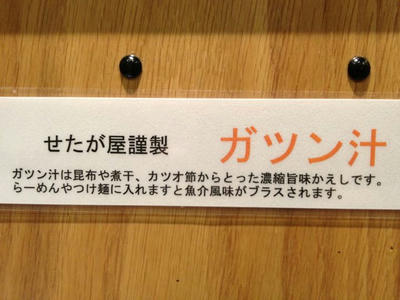 せたが屋謹製 ガツン汁
ガツン汁は昆布や煮干、カツオ節からとった濃縮旨味かえしです。
らーめんやつけ麺に入れますと魚介風味がプラスされます。